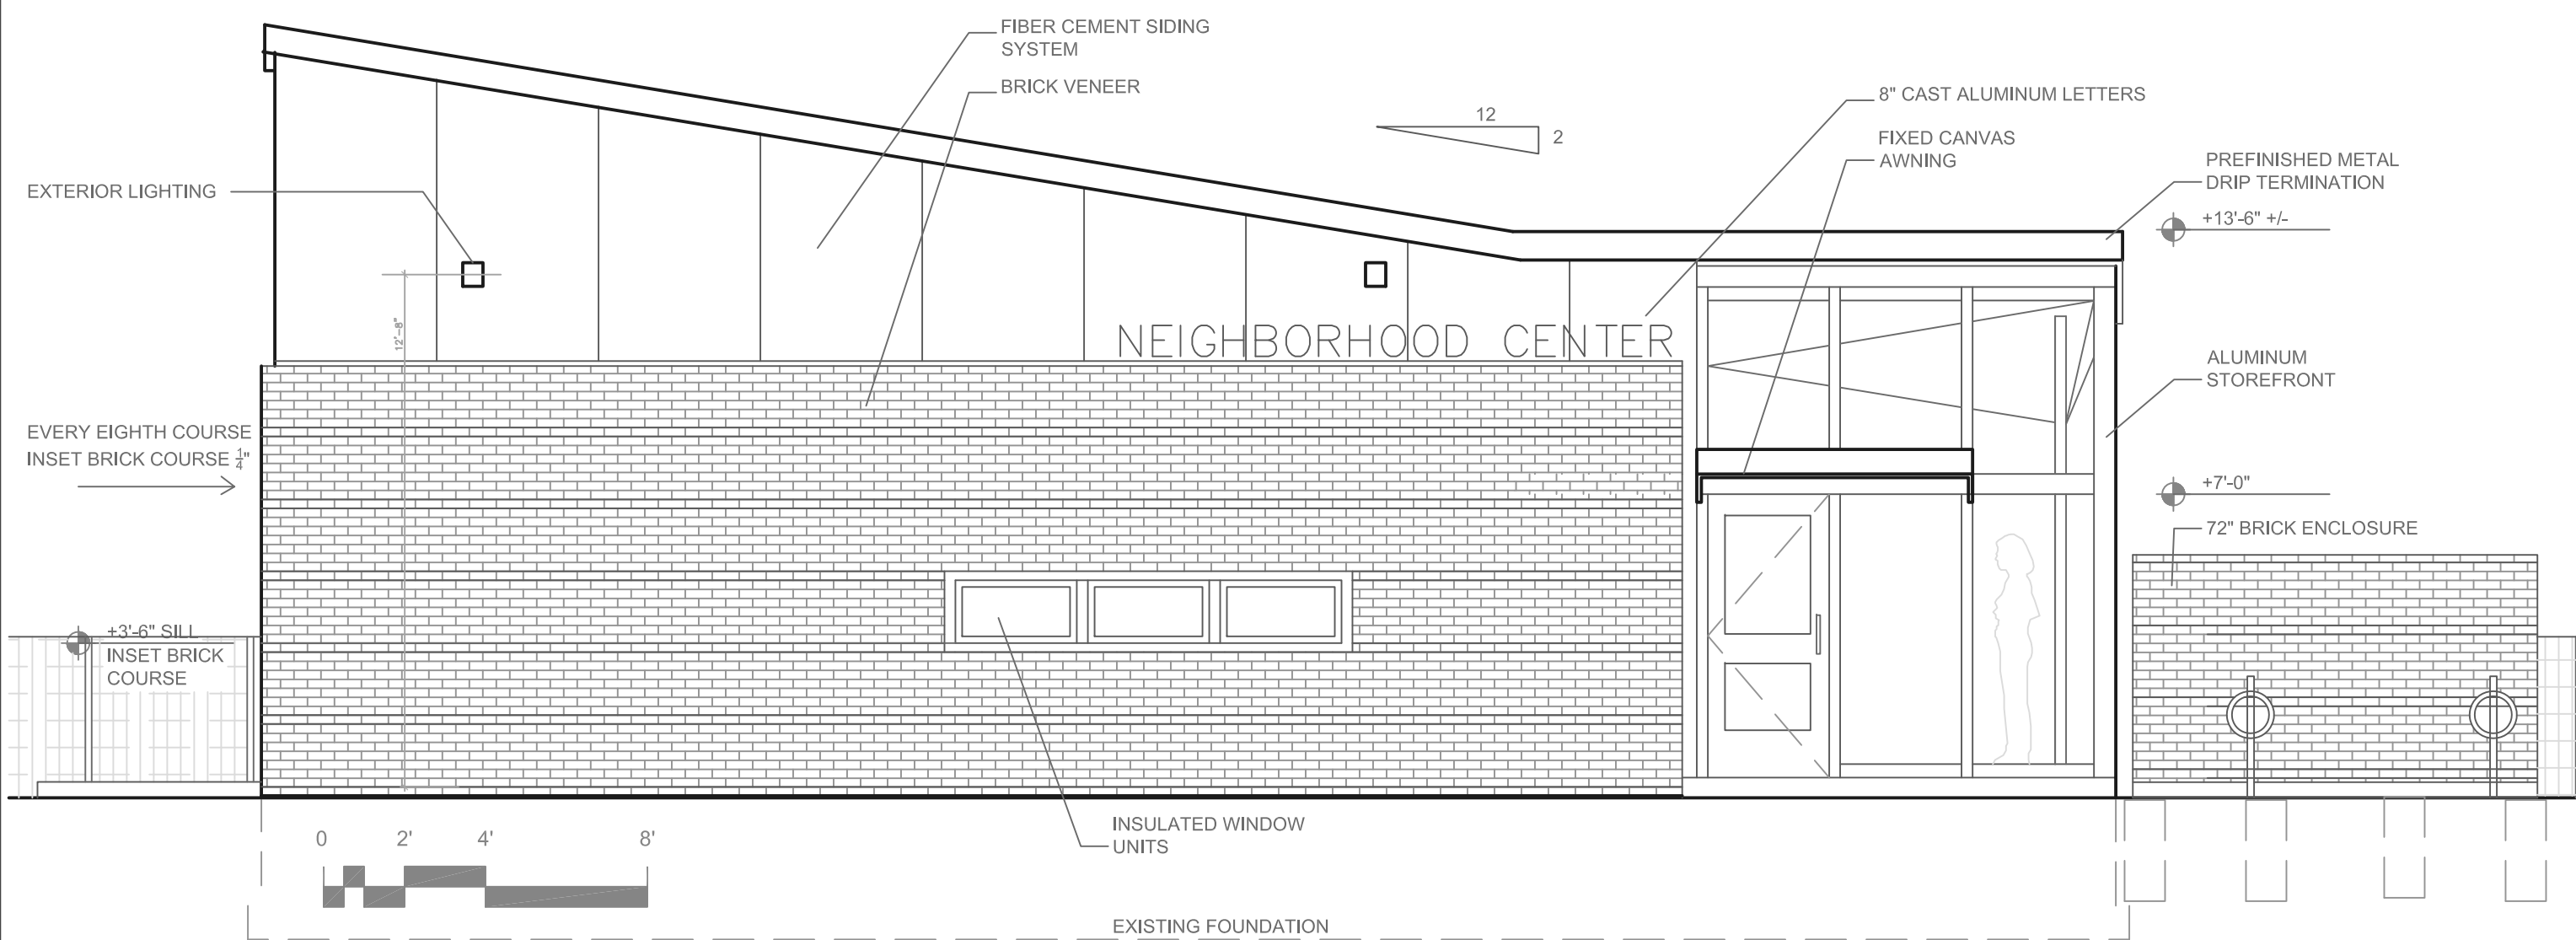 FIBER CEMENT SIDING
SYSTEM
BRICK VENEER
12
2
8" CAST ALUMINUM LETTERS
FIXED CANVAS
AWNING
PREFINISHED METAL
DRIP TERMINATION
+13'-6" +/-
EXTERIOR LIGHTING
12'-8"
NEIGHBORHOOD CENTER
ALUMINUM
STOREFRONT
EVERY EIGHTH COURSE
INSET BRICK COURSE 1/4"
+7'-0"
72" BRICK ENCLOSURE
+3'-6" SILL
INSET BRICK
COURSE
INSULATED WINDOW
UNITS
0 2' 4' 8'
EXISTING FOUNDATION